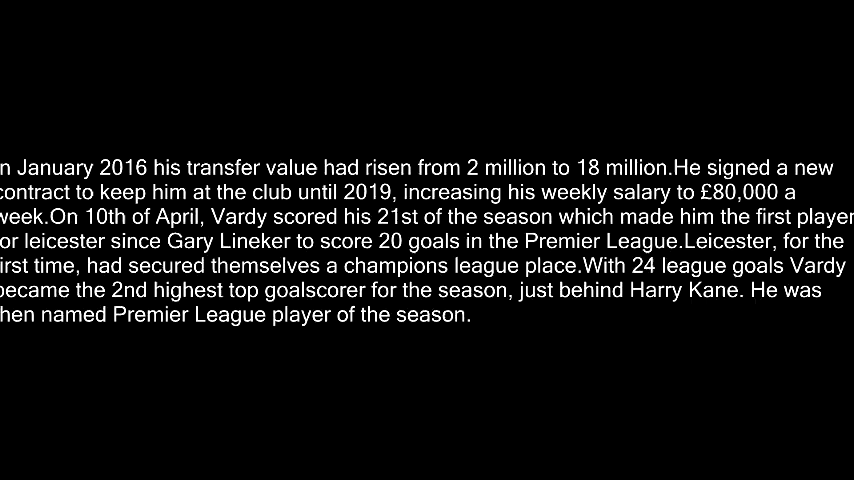 n January 2016 his transfer value had risen from 2 million to 18 million.He signed a new
contract to keep him at the club until 2019, increasing his weekly salary to £80,000 a
week.On 10th of April, Vardy scored his 21st of the season which made him the first player
or leicester since Gary Lineker to score 20 goals in the Premier League.Leicester, for the
irst time, had secured themselves a champions league place.With 24 league goals Vardy
became the 2nd highest top goalscorer for the season, just behind Harry Kane. He was
hen named Premier League player of the season.